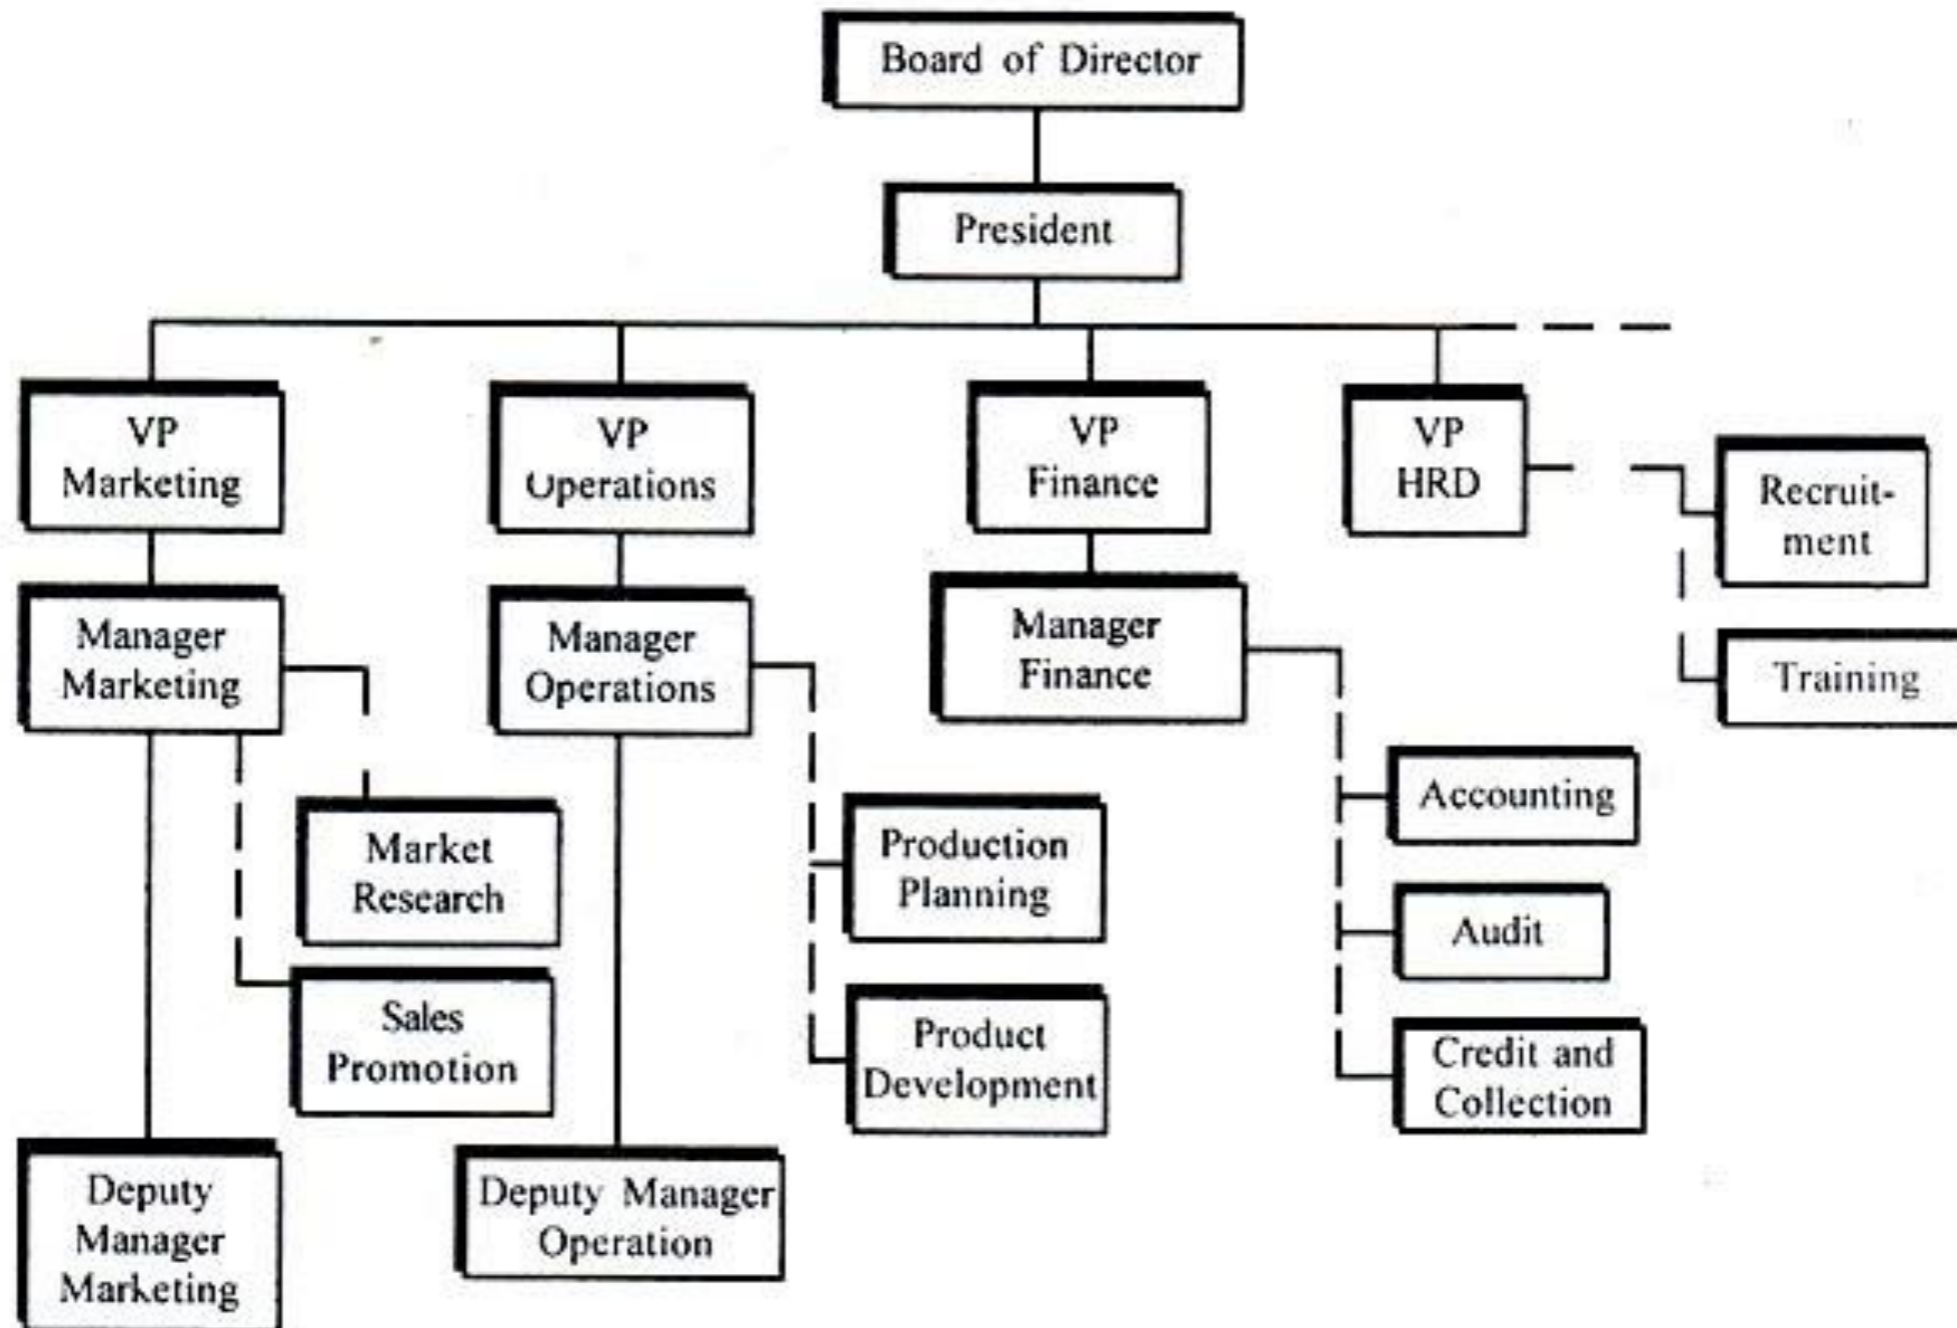 Board of Director
President
VP
Marketing
VP
Operations
VP
Finance
VP
HRD
Recruit-
ment
Training
Manager
Marketing
Manager
Operations
Manager
Finance
Accounting
Audit
Credit and
Collection
Market
Research
Sales
Promotion
Production
Planning
Product
Development
Deputy
Manager
Marketing
Deputy Manager
Operation